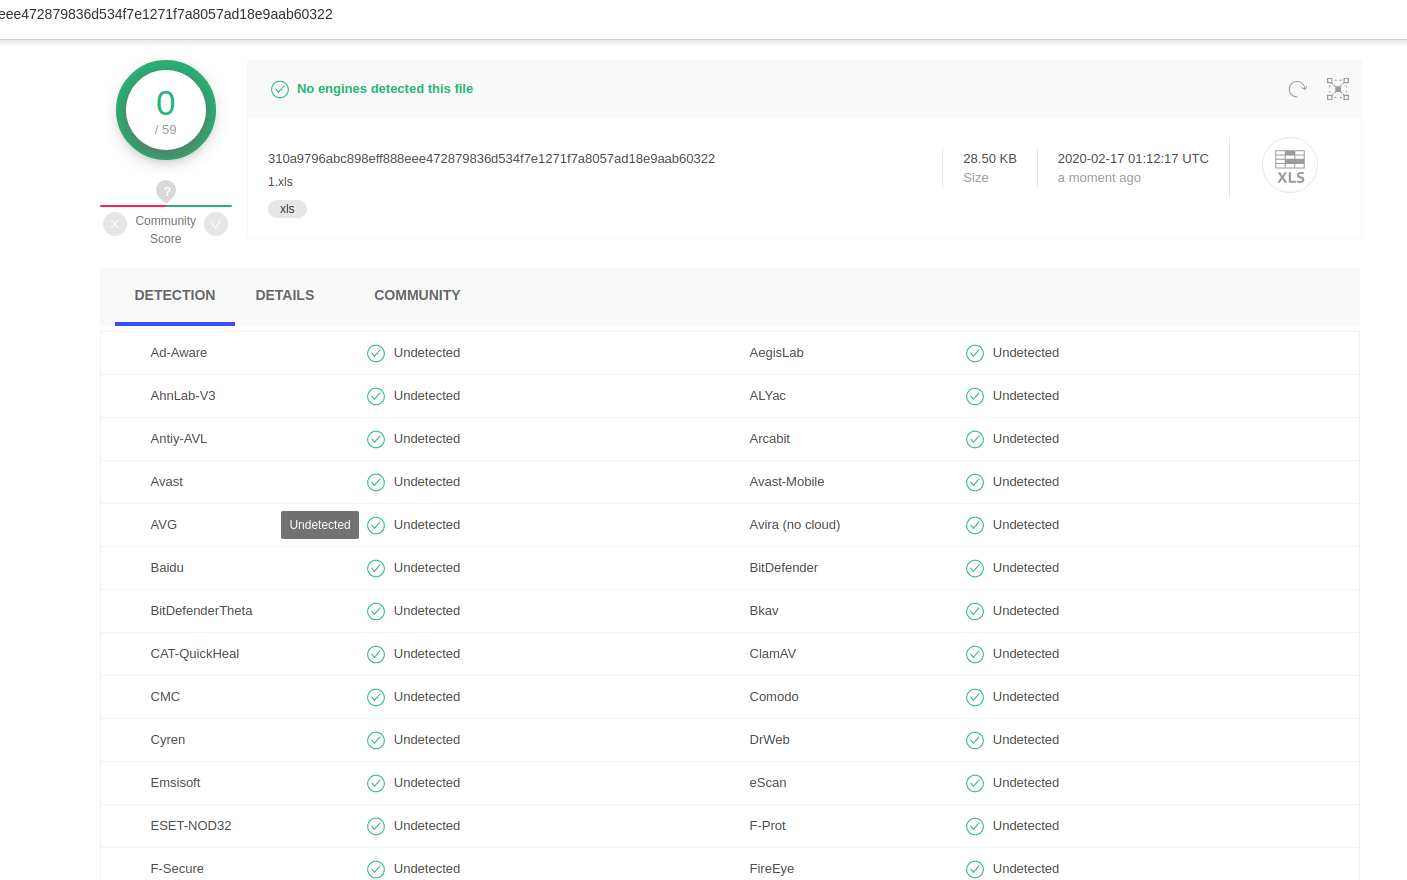 eee472879836d534f7e1271f7a8057ad18e9aab60322
0
/ 59
No engines detected this file
310a9796abc898eff888eee472879836d534f7e1271f7a8057ad18e9aab60322
1.xls
xls
28.50 KB
Size
2020-02-17 01:12:17 UTC
a moment ago
XLS
?
Community
Score
DETECTION DETAILS COMMUNITY
Ad-Aware Undetected AegisLab Undetected
AhnLab-V3 Undetected ALYac Undetected
Antiy-AVL Undetected Arcabit Undetected
Avast Undetected Avast-Mobile Undetected
AVG Undetected Undetected Avira (no cloud) Undetected
Baidu Undetected BitDefender Undetected
BitDefenderTheta Undetected Bkav Undetected
CAT-QuickHeal Undetected ClamAV Undetected
CMC Undetected Comodo Undetected
Cyren Undetected DrWeb Undetected
Emsisoft Undetected eScan Undetected
ESET-NOD32 Undetected F-Prot Undetected
F-Secure Undetected FireEye Undetected